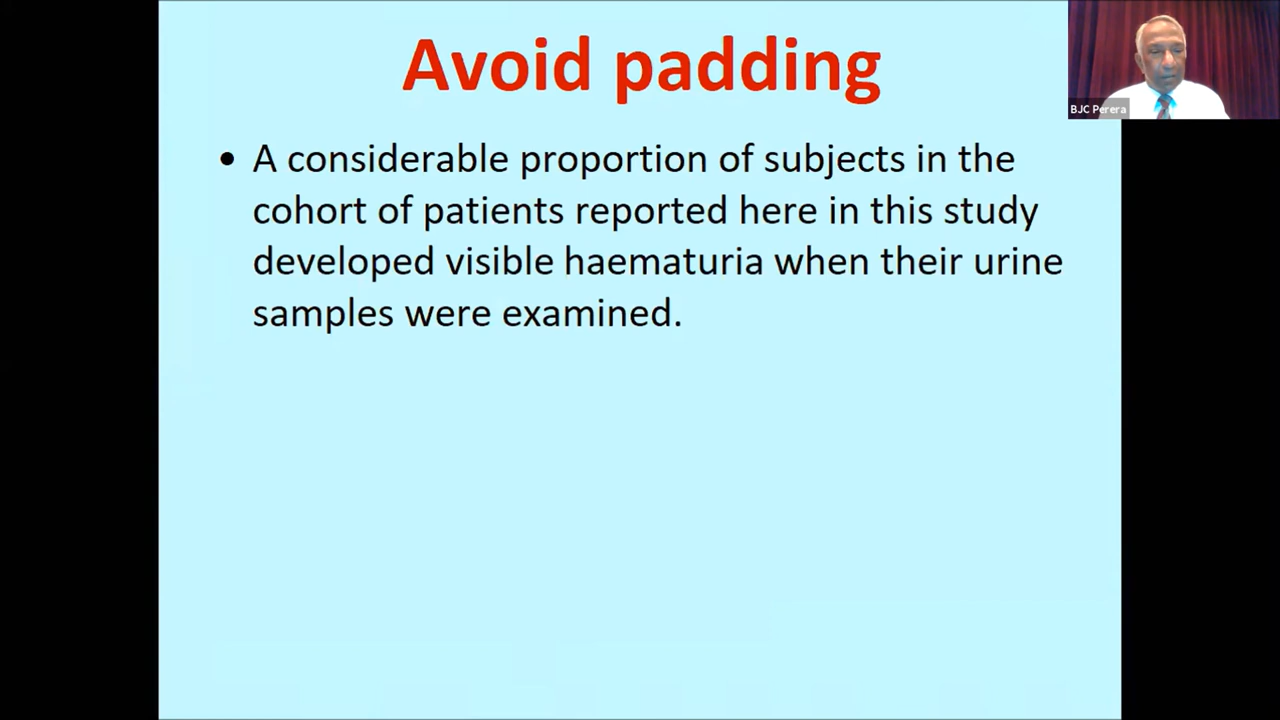 Avoid padding
BJC Perera
• A considerable proportion of subjects in the
cohort of patients reported here in this study
developed visible haematuria when their urine
samples were examined.